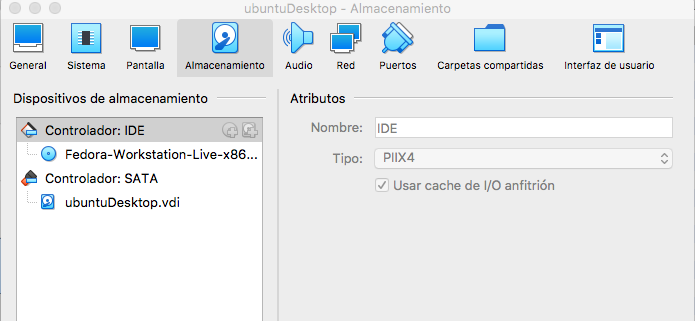 ubuntuDesktop - Almacenamiento
General Sistema Pantalla Almacenamiento Audio Red Puertos Carpetas compartidas Interfaz de usuario
Dispositivos de almacenamiento
Controlador: IDE
Fedora-Workstation-Live-x86...
Controlador: SATA
ubuntuDesktop.vdi
Atributos
Nombre: IDE
Tipo: PIIX4
Usar cache de I/O anfitrión